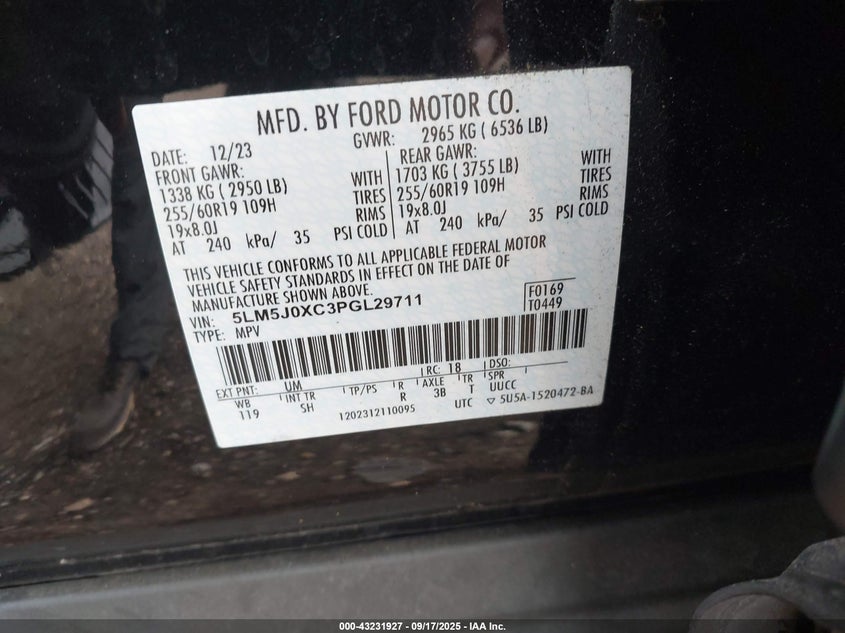 MFD. BY FORD MOTOR CO.
DATE: 12/23 GVWR: 2965 KG ( 6536 LB)
FRONT GAWR: REAR GAWR:
1338 KG ( 2950 LB) WITH 1703 KG ( 3755 LB) WITH
255/60R19 109H TIRES 255/60R19 109H TIRES
19x8.0J RIMS 19x8.0J RIMS
AT 240 kPa/ 35 PSI COLD AT 240 kPa/ 35 PSI COLD
THIS VEHICLE CONFORMS TO ALL APPLICABLE FEDERAL MOTOR
VEHICLE SAFETY STANDARDS IN EFFECT ON THE DATE OF
MANUFACTURE SHOWN ABOVE.
VIN: 5LM5J0XC3PGL29711 F0169
TYPE: MPV T0449
EXT PNT: UM RC: 18 DSO:
WB INT TR TP/PS R AXLE TR SPR
119 SH R 3B T UUCC
1202312110095 UTC ▽ 5U5A-1520472-BA
000-43231927 - 09/17/2025 - IAA Inc.